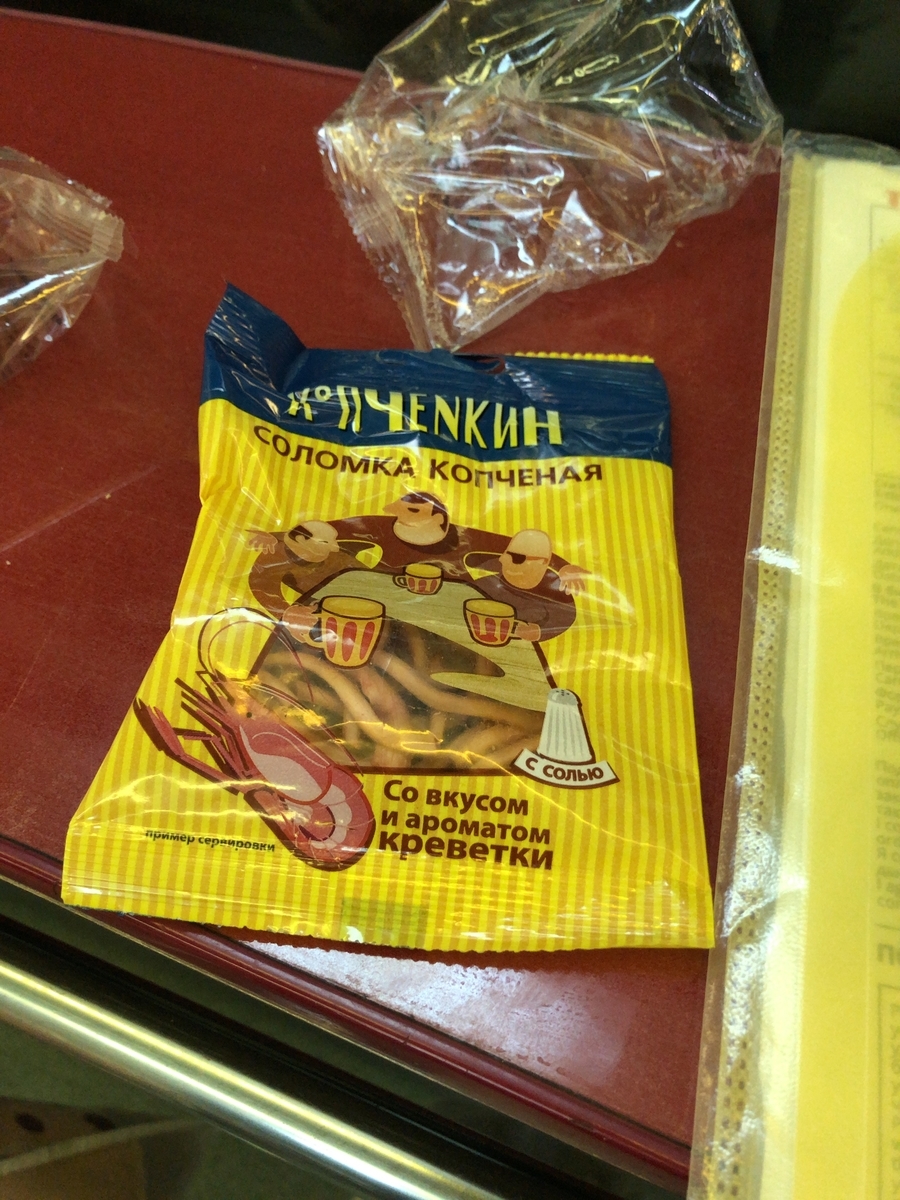 КОПЧЕNКИН
СОЛОМКА КОПЧЕНАЯ
С СОЛЬЮ
Со вкусом
и ароматом
креветки
пример сервировки